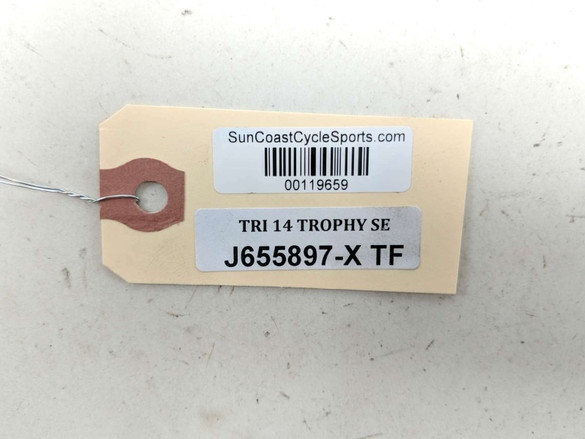 SunCoastCycleSports.com
00119659
TRI 14 TROPHY SE
J655897-X TF